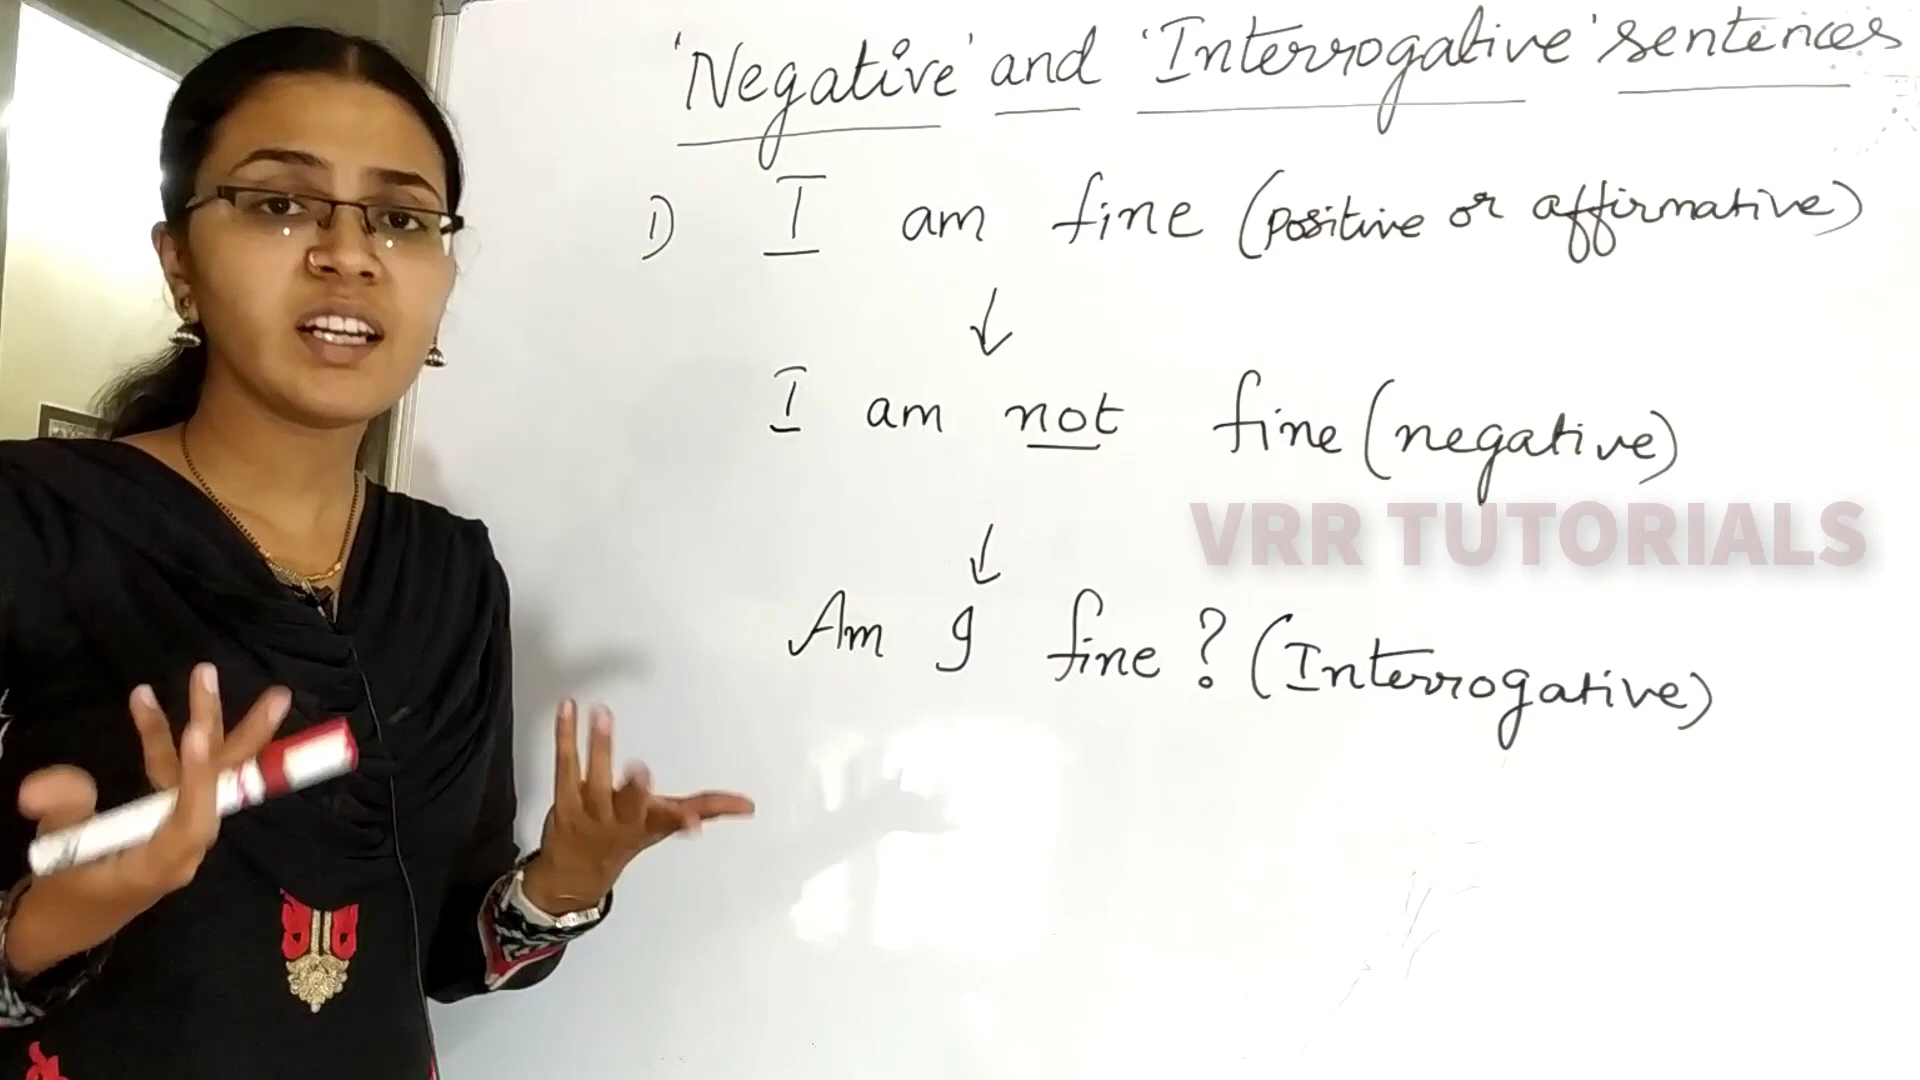 'Negative' and 'Interrogative' sentences
1) I am fine (positive or affirmative)
↓
I am not fine (negative)
VRR TUTORIALS
↓
Am I fine? (Interrogative)